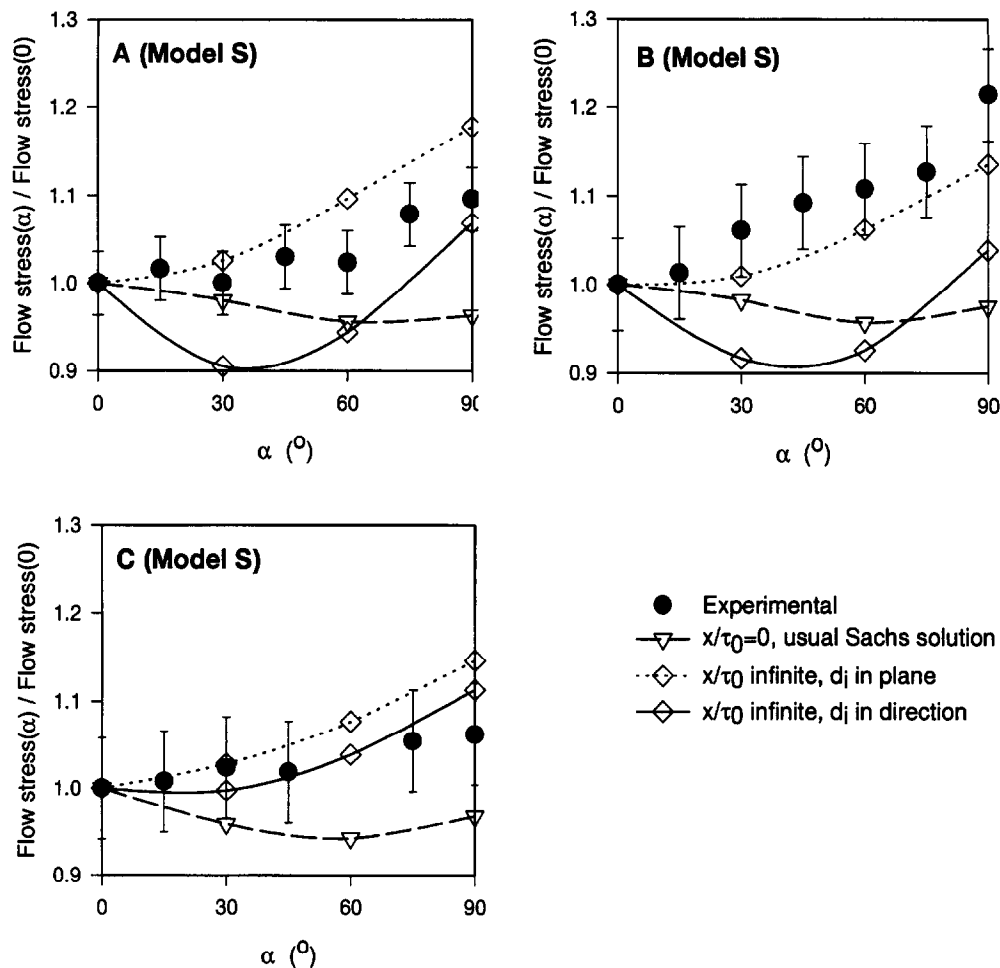 A (Model S)
Flow stress(α) / Flow stress(0)
1.3
1.2
1.1
1.0
0.9
0
30
60
90
α (o)
B (Model S)
Flow stress(α) / Flow stress(0)
1.3
1.2
1.1
1.0
0.9
0
30
60
90
α (o)
C (Model S)
Flow stress(α) / Flow stress(0)
1.3
1.2
1.1
1.0
0.9
0
30
60
90
α (o)
Experimental
x/τ0=0, usual Sachs solution
x/τ0 infinite, di in plane
x/τ0 infinite, di in direction